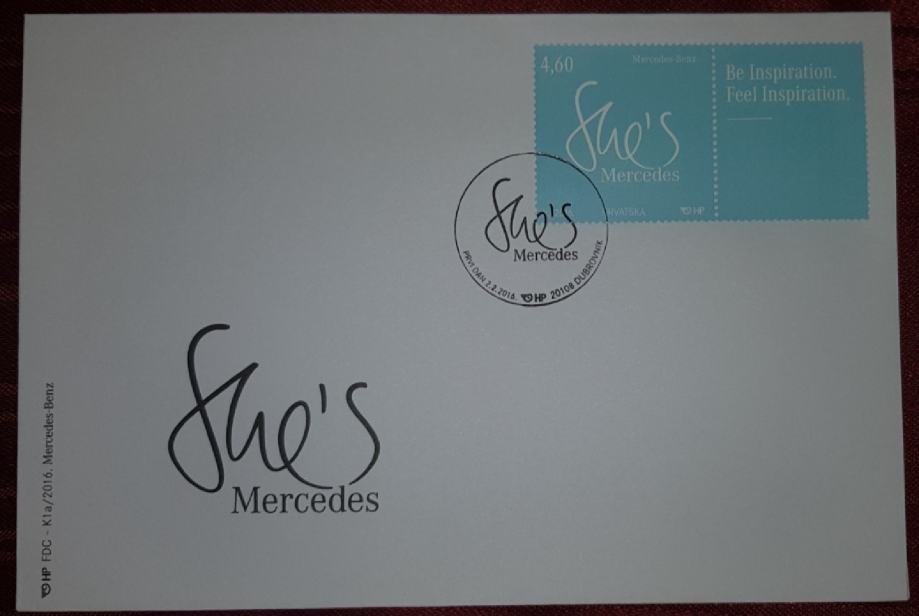 4,60
Mercedes-Benz
She's
Mercedes
HRVATSKA HP
Be Inspiration.
Feel Inspiration.
She's
Mercedes
PRVI DAN 2.2.2016. HP 20108 DUBROVNIK
She's
Mercedes
HP FDC - K1a/2016. Mercedes-Benz